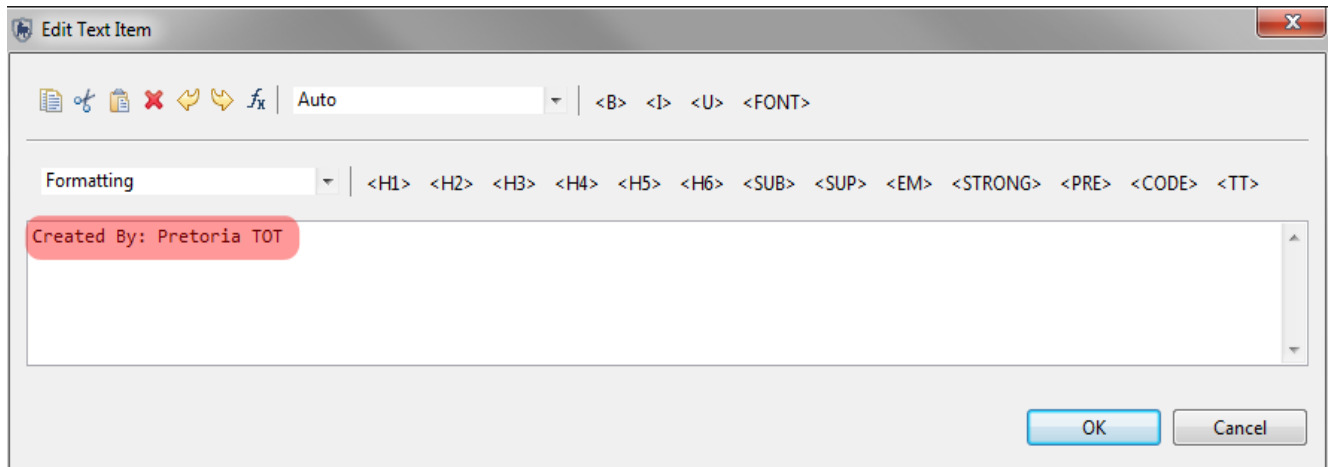 Edit Text Item
fx Auto <B> <I> <U> <FONT>
Formatting <H1> <H2> <H3> <H4> <H5> <H6> <SUB> <SUP> <EM> <STRONG> <PRE> <CODE> <TT>
Created By: Pretoria TOT
OK Cancel